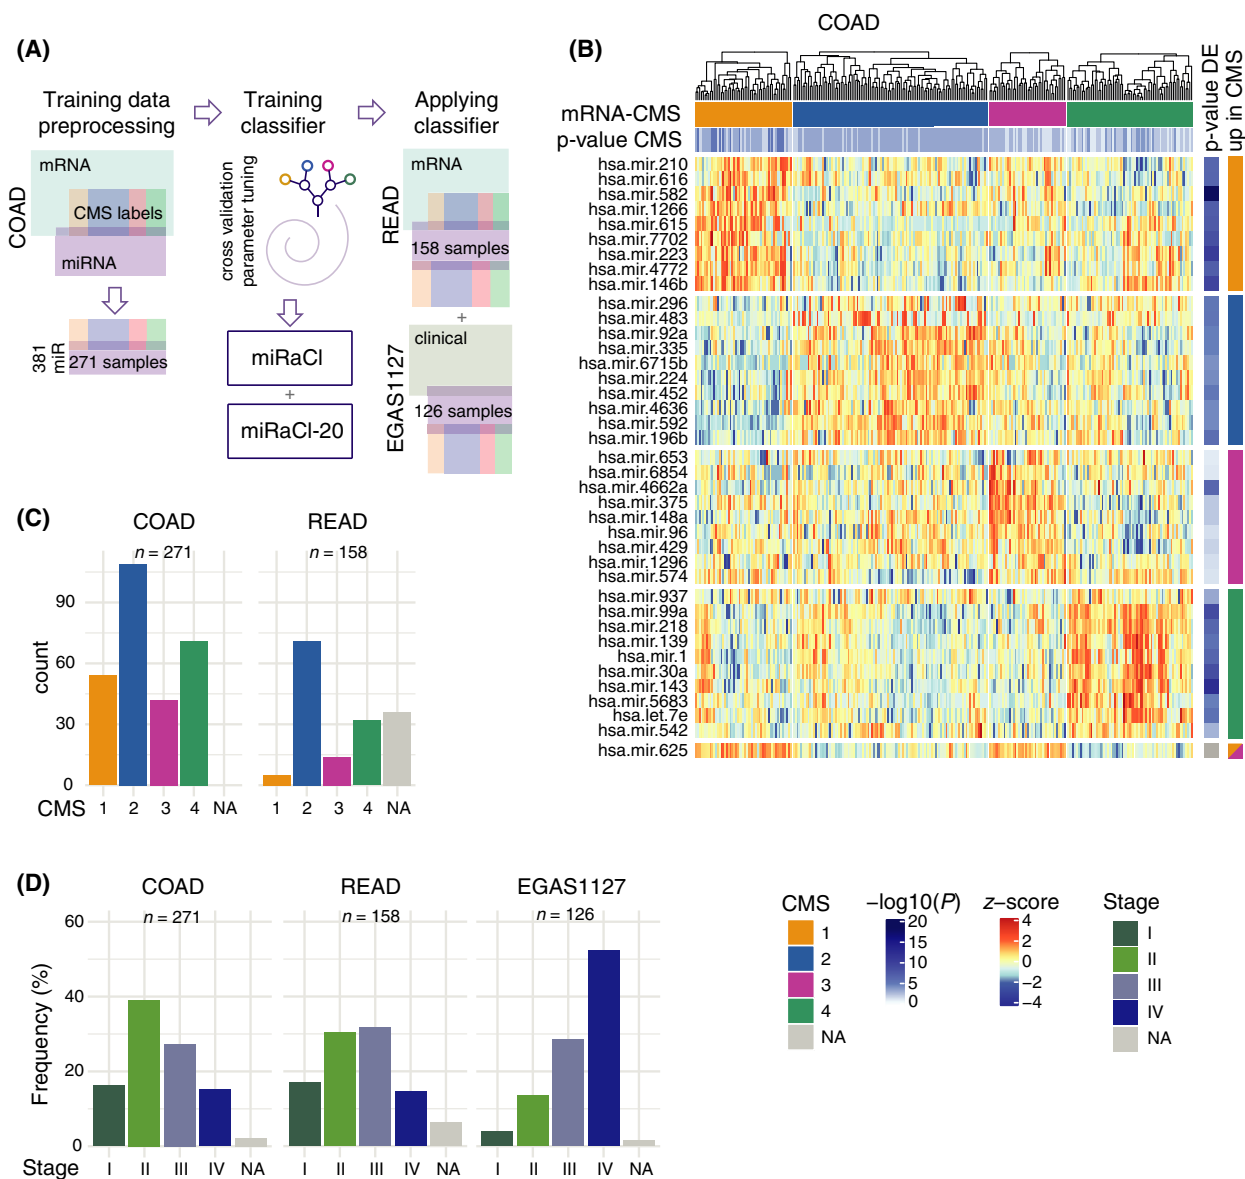 (A)
Training data
preprocessing
Training
classifier
Applying
classifier
COAD
mRNA
CMS labels
miRNA
381
miR
271 samples
cross validation
parameter tuning
miRaCl
+
miRaCl-20
READ
mRNA
158 samples
+
EGAS1127
clinical
126 samples
(B)
COAD
mRNA-CMS
p-value CMS
p-value DE
up in CMS
hsa.mir.210
hsa.mir.616
hsa.mir.582
hsa.mir.1266
hsa.mir.615
hsa.mir.7702
hsa.mir.223
hsa.mir.4772
hsa.mir.146b
hsa.mir.296
hsa.mir.483
hsa.mir.92a
hsa.mir.335
hsa.mir.6715b
hsa.mir.224
hsa.mir.452
hsa.mir.4636
hsa.mir.592
hsa.mir.196b
hsa.mir.653
hsa.mir.6854
hsa.mir.4662a
hsa.mir.375
hsa.mir.148a
hsa.mir.96
hsa.mir.429
hsa.mir.1296
hsa.mir.574
hsa.mir.937
hsa.mir.99a
hsa.mir.218
hsa.mir.139
hsa.mir.1
hsa.mir.30a
hsa.mir.143
hsa.mir.5683
hsa.let.7e
hsa.mir.542
hsa.mir.625
(C)
COAD
READ
n = 271
n = 158
count
90
60
30
0
CMS 1 2 3 4 NA
1 2 3 4 NA
(D)
COAD
READ
EGAS1127
n = 271
n = 158
n = 126
Frequency (%)
60
40
20
0
Stage I II III IV NA
I II III IV NA
I II III IV NA
CMS
1
2
3
4
NA
−log10(P)
20
15
10
5
0
z−score
4
2
0
−2
−4
Stage
I
II
III
IV
NA